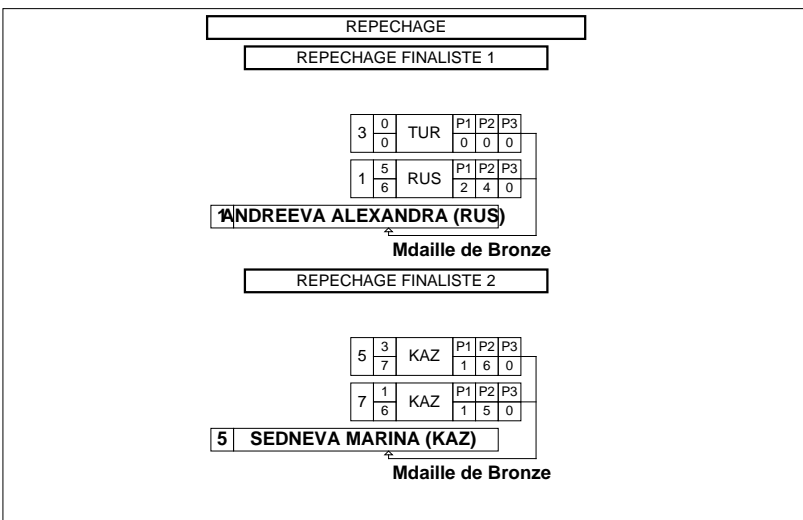 REPECHAGE
REPECHAGE FINALISTE 1
3 0 TUR P1 P2 P3
0 0 0 0
1 5 RUS P1 P2 P3
6 2 4 0
1 ANDREEVA ALEXANDRA (RUS)
Mdaille de Bronze
REPECHAGE FINALISTE 2
5 3 KAZ P1 P2 P3
7 1 6 0
7 1 KAZ P1 P2 P3
6 1 5 0
5 SEDNEVA MARINA (KAZ)
Mdaille de Bronze